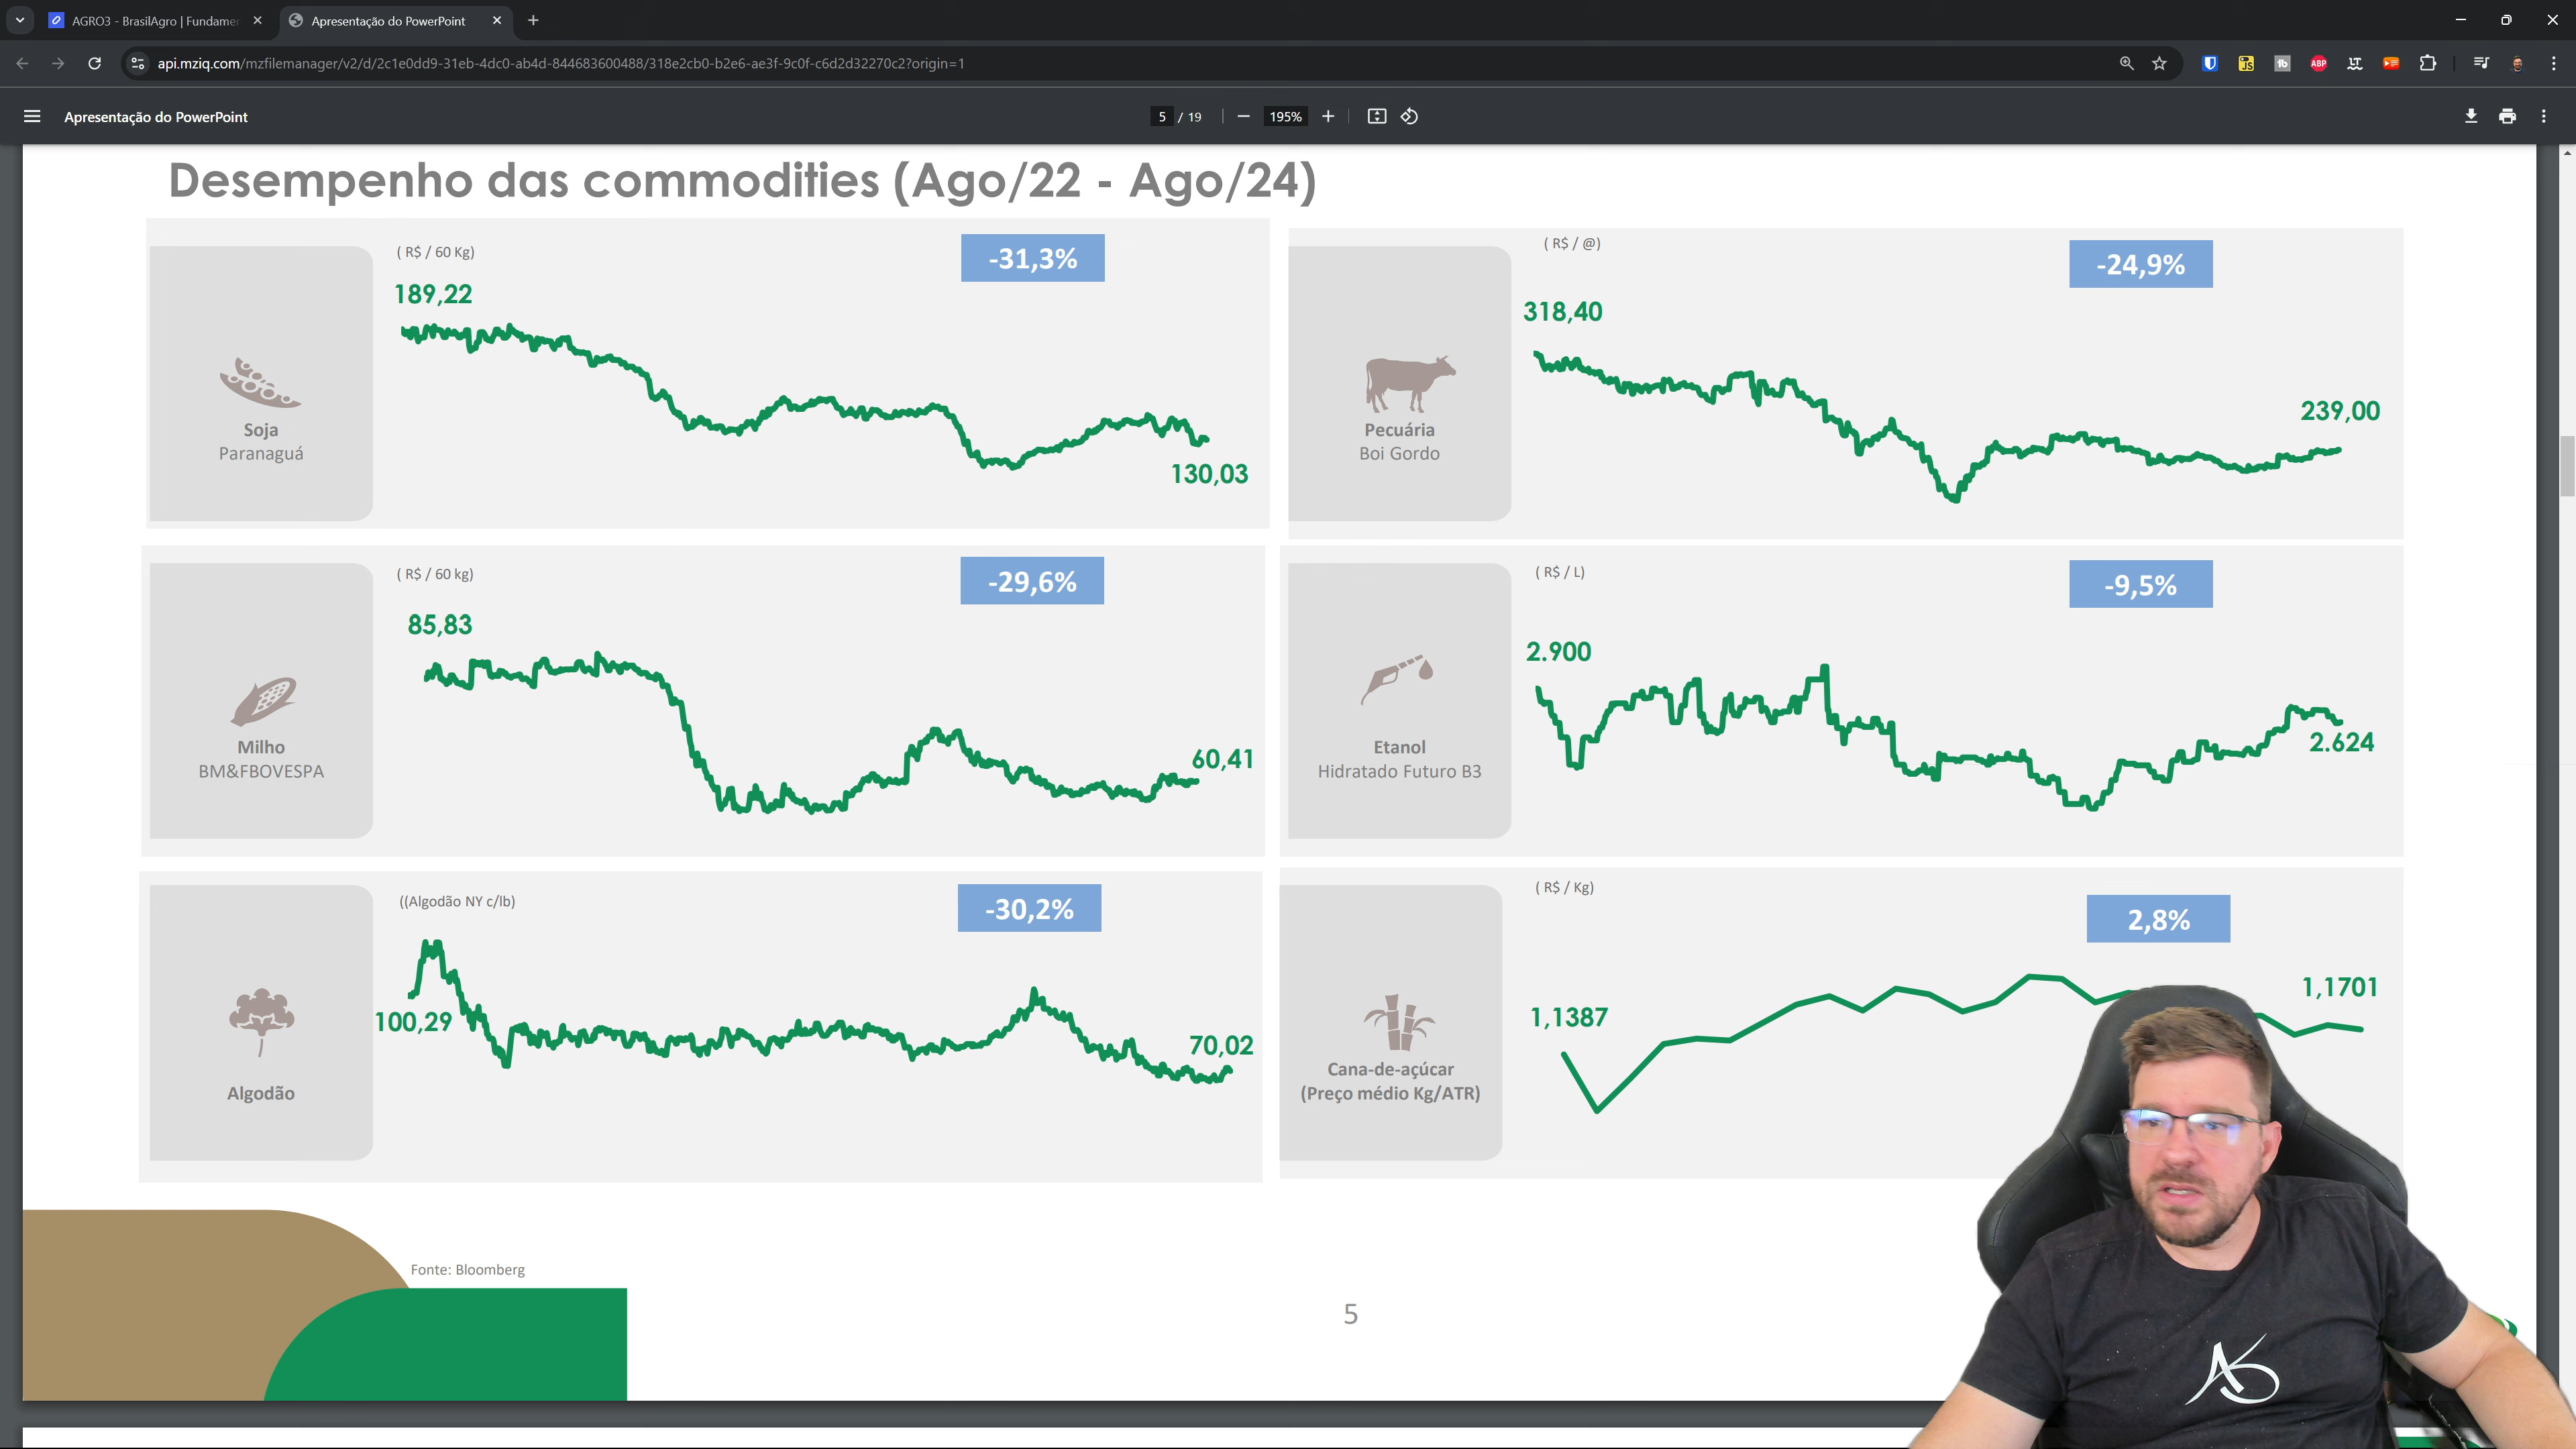 AGRO3 - BrasilAgro | Fundamer
Apresentação do PowerPoint
api.mziq.com/mzfilemanager/v2/d/2c1e0dd9-31eb-4dc0-ab4d-844683600488/318e2cb0-b2e6-ae3f-9c0f-c6d2d32270c2?origin=1
Apresentação do PowerPoint
5 / 19
195%
Desempenho das commodities (Ago/22 - Ago/24)
( R$ / 60 Kg)
-31,3%
189,22
130,03
Soja
Paranaguá
( R$ / @)
-24,9%
318,40
239,00
Pecuária
Boi Gordo
( R$ / 60 kg)
-29,6%
85,83
60,41
Milho
BM&FBOVESPA
( R$ / L)
-9,5%
2.900
2.624
Etanol
Hidratado Futuro B3
((Algodão NY c/lb)
-30,2%
100,29
70,02
Algodão
( R$ / Kg)
2,8%
1,1387
1,1701
Cana-de-açúcar
(Preço médio Kg/ATR)
Fonte: Bloomberg
5